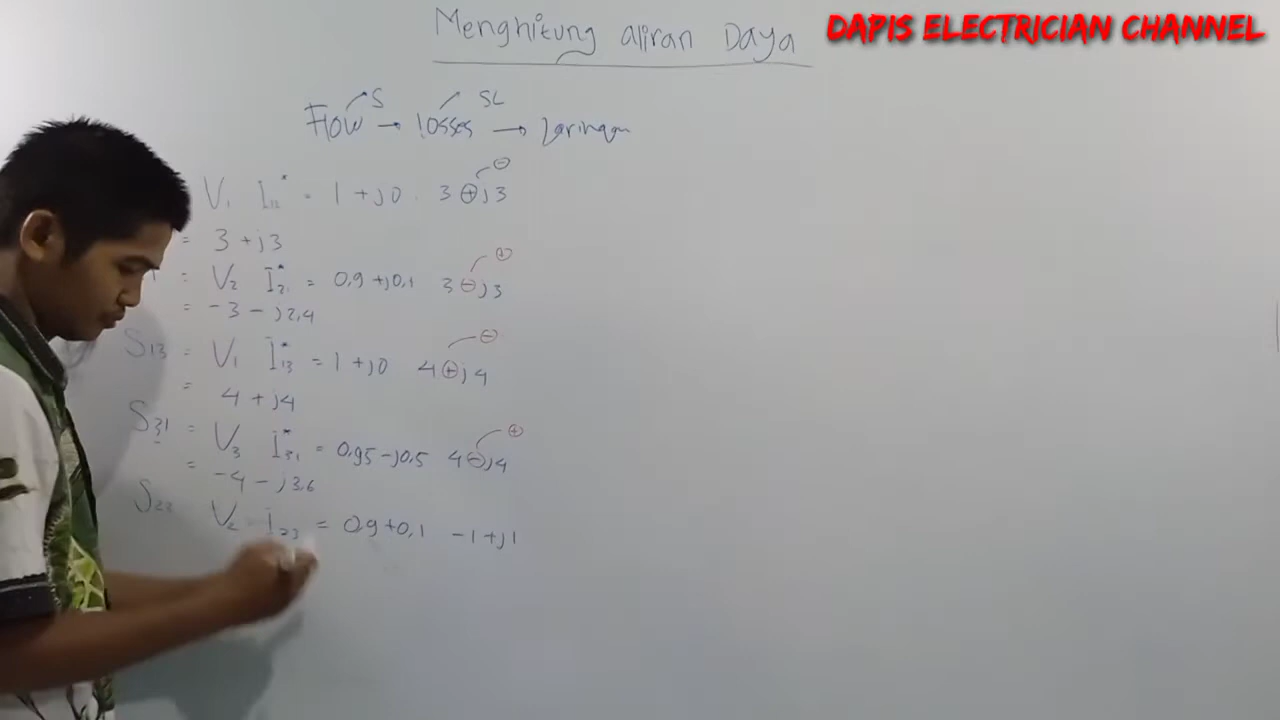 DAPIS ELECTRICIAN CHANNEL
Menghitung aliran Daya
Flow → S → losses → SL → Jaringan
V₁ I₁₂* = 1 + j0 . 3 ⊕ j3 ⊖
= 3 + j3
= V₂ I₂₁* = 0,9 + j0,1 3 ⊖ j3 ⊕
= -3 - j2,4
S₁₃ = V₁ I₁₃* = 1 + j0 4 ⊕ j4 ⊖
= 4 + j4
S₃₁ = V₃ I₃₁* = 0,95 - j0,5 4 ⊖ j4 ⊕
= -4 - j3,6
S₂₂ V₂ I₂₃ = 0,9 + 0,1 -1 + j1